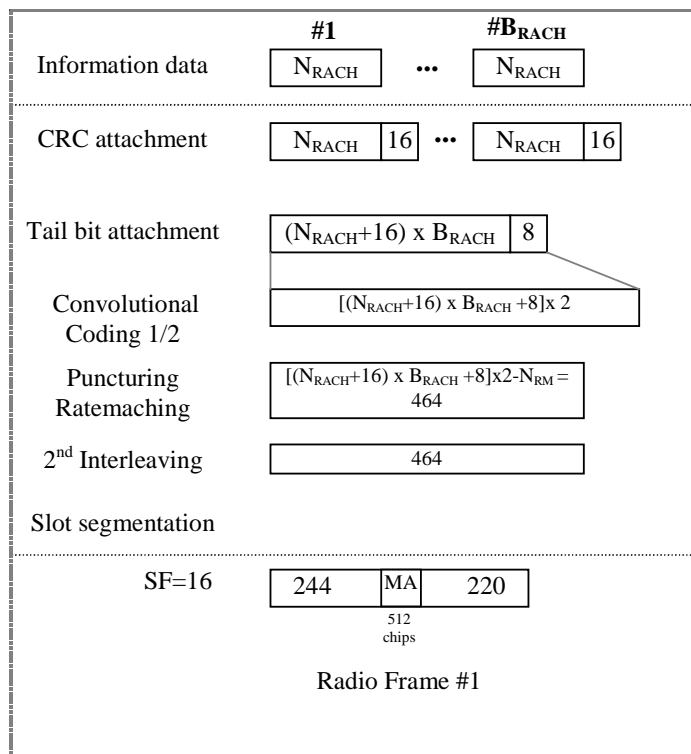 #1 #B_RACH
Information data N_RACH ••• N_RACH
CRC attachment N_RACH 16 ••• N_RACH 16
Tail bit attachment (N_RACH+16) x B_RACH 8
Convolutional
Coding 1/2
[(N_RACH+16) x B_RACH +8]x 2
Puncturing
Ratemaching
[(N_RACH+16) x B_RACH +8]x2-N_RM =
464
2nd Interleaving 464
Slot segmentation
SF=16 244 MA 220
512
chips
Radio Frame #1